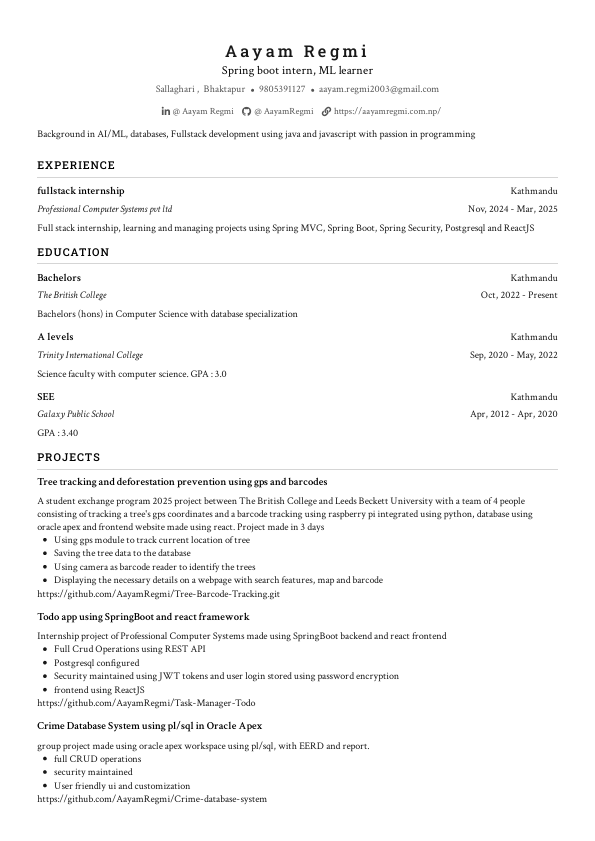 Aayam Regmi
Spring boot intern, ML learner
Sallaghari , Bhaktapur • 9805391127 • aayam.regmi2003@gmail.com
@ Aayam Regmi @ AayamRegmi https://aayamregmi.com.np/
Background in AI/ML, databases, Fullstack development using java and javascript with passion in programming
EXPERIENCE
fullstack internship Kathmandu
Professional Computer Systems pvt ltd Nov, 2024 - Mar, 2025
Full stack internship, learning and managing projects using Spring MVC, Spring Boot, Spring Security, Postgresql and ReactJS
EDUCATION
Bachelors Kathmandu
The British College Oct, 2022 - Present
Bachelors (hons) in Computer Science with database specialization
A levels Kathmandu
Trinity International College Sep, 2020 - May, 2022
Science faculty with computer science. GPA : 3.0
SEE Kathmandu
Galaxy Public School Apr, 2012 - Apr, 2020
GPA : 3.40
PROJECTS
Tree tracking and deforestation prevention using gps and barcodes
A student exchange program 2025 project between The British College and Leeds Beckett University with a team of 4 people
consisting of tracking a tree's gps coordinates and a barcode tracking using raspberry pi integrated using python, database using
oracle apex and frontend website made using react. Project made in 3 days
• Using gps module to track current location of tree
• Saving the tree data to the database
• Using camera as barcode reader to identify the trees
• Displaying the necessary details on a webpage with search features, map and barcode
https://github.com/AayamRegmi/Tree-Barcode-Tracking.git
Todo app using SpringBoot and react framework
Internship project of Professional Computer Systems made using SpringBoot backend and react frontend
• Full Crud Operations using REST API
• Postgresql configured
• Security maintained using JWT tokens and user login stored using password encryption
• frontend using ReactJS
https://github.com/AayamRegmi/Task-Manager-Todo
Crime Database System using pl/sql in Oracle Apex
group project made using oracle apex workspace using pl/sql, with EERD and report.
• full CRUD operations
• security maintained
• User friendly ui and customization
https://github.com/AayamRegmi/Crime-database-system